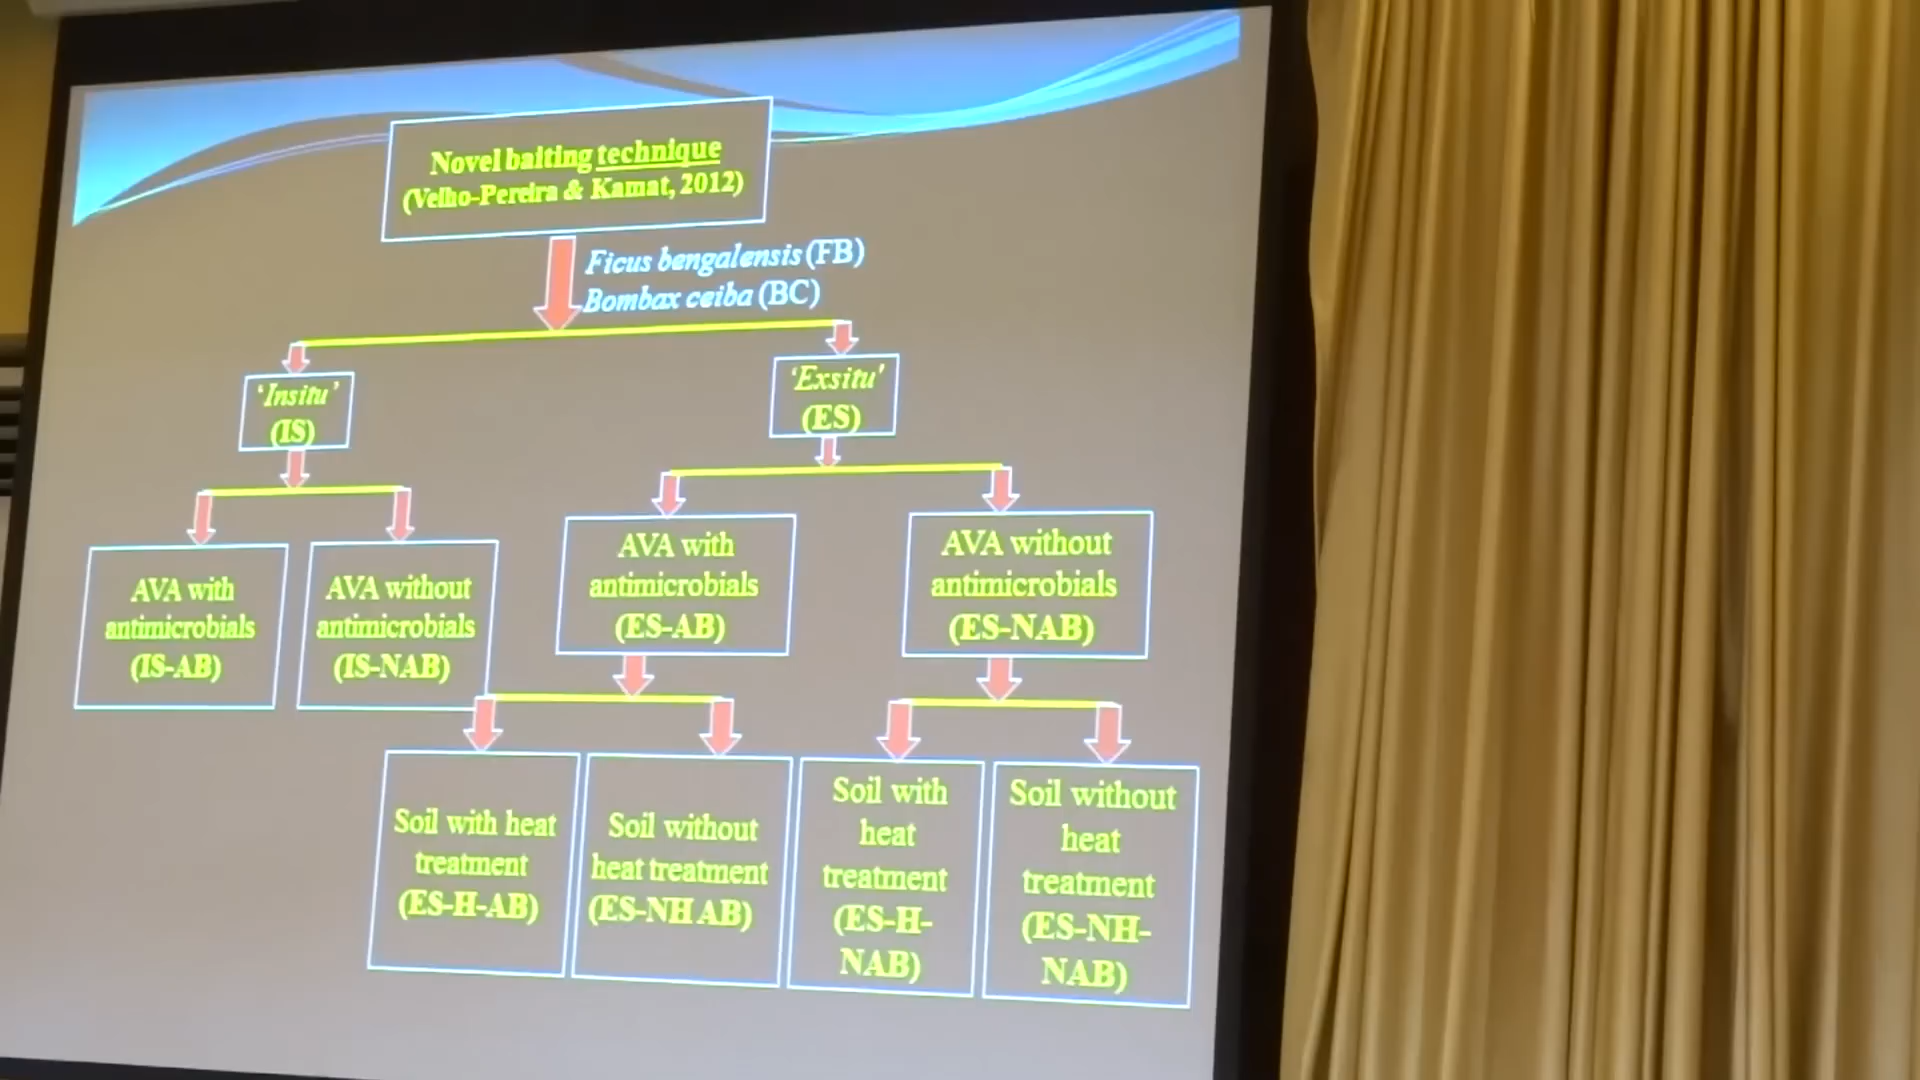 Novel baiting technique
(Velho-Pereira & Kamat, 2012)
Ficus bengalensis (FB)
Bombax ceiba (BC)
‘Insitu’
(IS)
‘Exsitu’
(ES)
AVA with
antimicrobials
(IS-AB)
AVA without
antimicrobials
(IS-NAB)
AVA with
antimicrobials
(ES-AB)
AVA without
antimicrobials
(ES-NAB)
Soil with heat
treatment
(ES-H-AB)
Soil without
heat treatment
(ES-NH AB)
Soil with
heat
treatment
(ES-H-
NAB)
Soil without
heat
treatment
(ES-NH-
NAB)